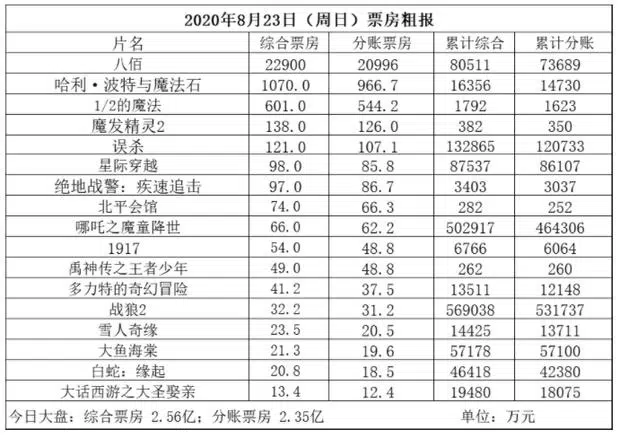 2020年8月23日（周日）票房粗报
片名 综合票房 分账票房 累计综合 累计分账
八佰 22900 20996 80511 73689
哈利·波特与魔法石 1070.0 966.7 16356 14730
1/2的魔法 601.0 544.2 1792 1623
魔发精灵2 138.0 126.0 382 350
误杀 121.0 107.1 132865 120733
星际穿越 98.0 85.8 87537 86107
绝地战警：疾速追击 97.0 86.7 3403 3037
北平会馆 74.0 66.3 282 252
哪吒之魔童降世 66.0 62.2 502917 464306
1917 54.0 48.8 6766 6064
禹神传之王者少年 49.0 48.8 262 260
多力特的奇幻冒险 41.2 37.5 13511 12148
战狼2 32.2 31.2 569038 531737
雪人奇缘 23.5 20.5 14425 13711
大鱼海棠 21.3 19.6 57178 57100
白蛇：缘起 20.8 18.5 46418 42380
大话西游之大圣娶亲 13.4 12.4 19480 18075
今日大盘：综合票房 2.56亿；分账票房 2.35亿 单位：万元